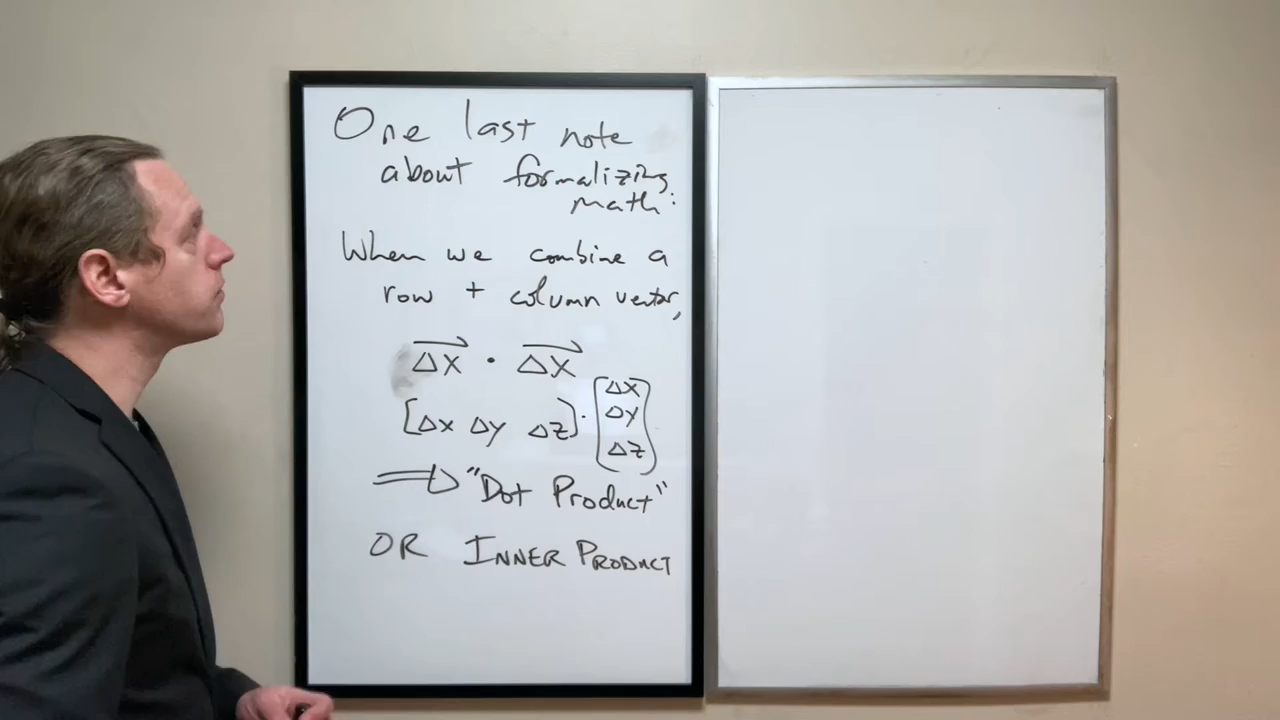 One last note
about formalizing
math:
When we combine a
row + column vector,
Δx · Δx
[Δx Δy Δz] · [Δx
Δy
Δz]
⇒ "Dot Product"
OR INNER PRODUCT